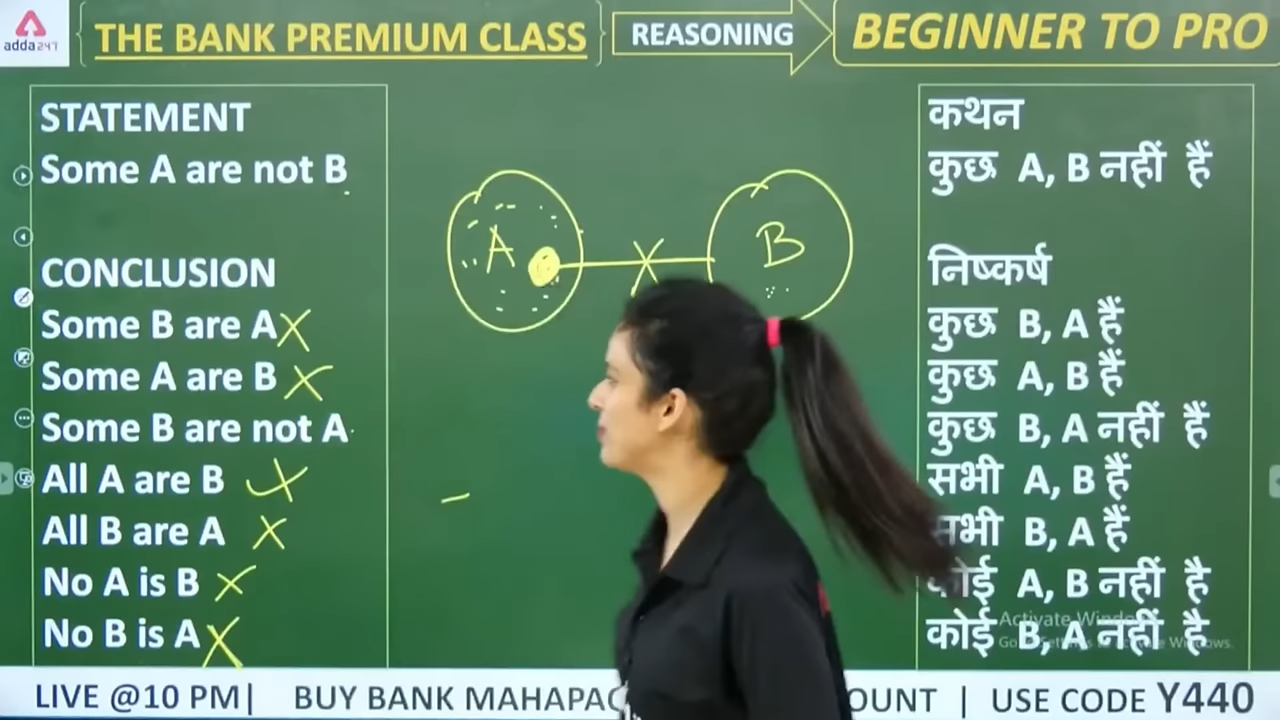 adda247
THE BANK PREMIUM CLASS
REASONING
BEGINNER TO PRO
STATEMENT
Some A are not B
CONCLUSION
Some B are A
Some A are B
Some B are not A
All A are B
All B are A
No A is B
No B is A
A
B
कथन
कुछ A, B नहीं हैं
निष्कर्ष
कुछ B, A हैं
कुछ A, B हैं
कुछ B, A नहीं हैं
सभी A, B हैं
सभी B, A हैं
कोई A, B नहीं है
कोई B, A नहीं है
Activate Windows
LIVE @10 PM| BUY BANK MAHAPAC OUNT | USE CODE Y440